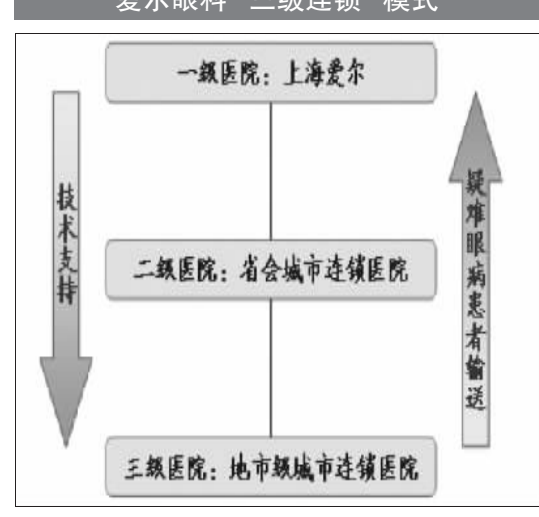 爱尔眼科“三级连锁”模式
一级医院：上海爱尔
技术支持
疑难眼病患者输送
二级医院：省会城市连锁医院
三级医院：地市级城市连锁医院